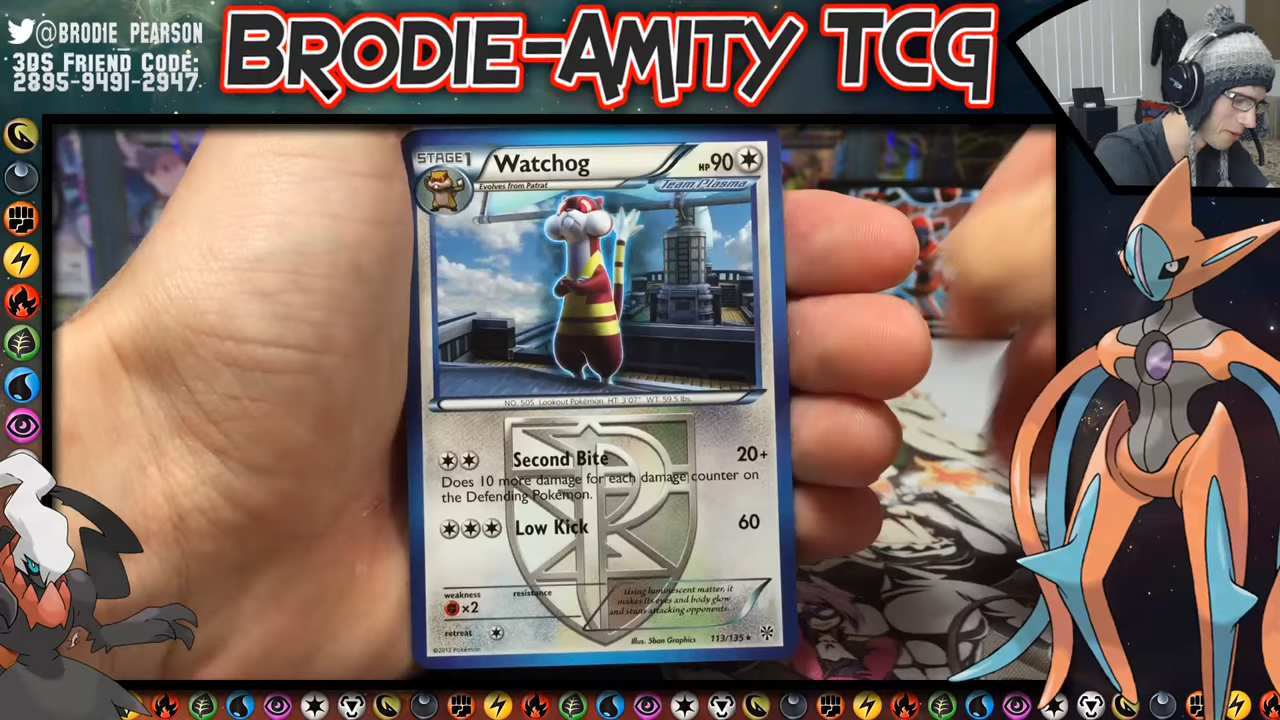 @BRODIE_PEARSON
3DS FRIEND CODE:
2895-9491-2947
BRODIE-AMITY TCG
STAGE1
Watchog
HP 90
Evolves from Patrat
Team Plasma
NO. 505 Lookout Pokémon HT: 3'07" WT: 59.5 lbs.
Second Bite 20+
Does 10 more damage for each damage counter on
the Defending Pokémon.
Low Kick 60
weakness
×2
resistance
retreat
Using luminescent matter, it
makes its eyes and body glow
and stuns attacking opponents.
Illus. 5ban Graphics
113/135
©2012 Pokémon